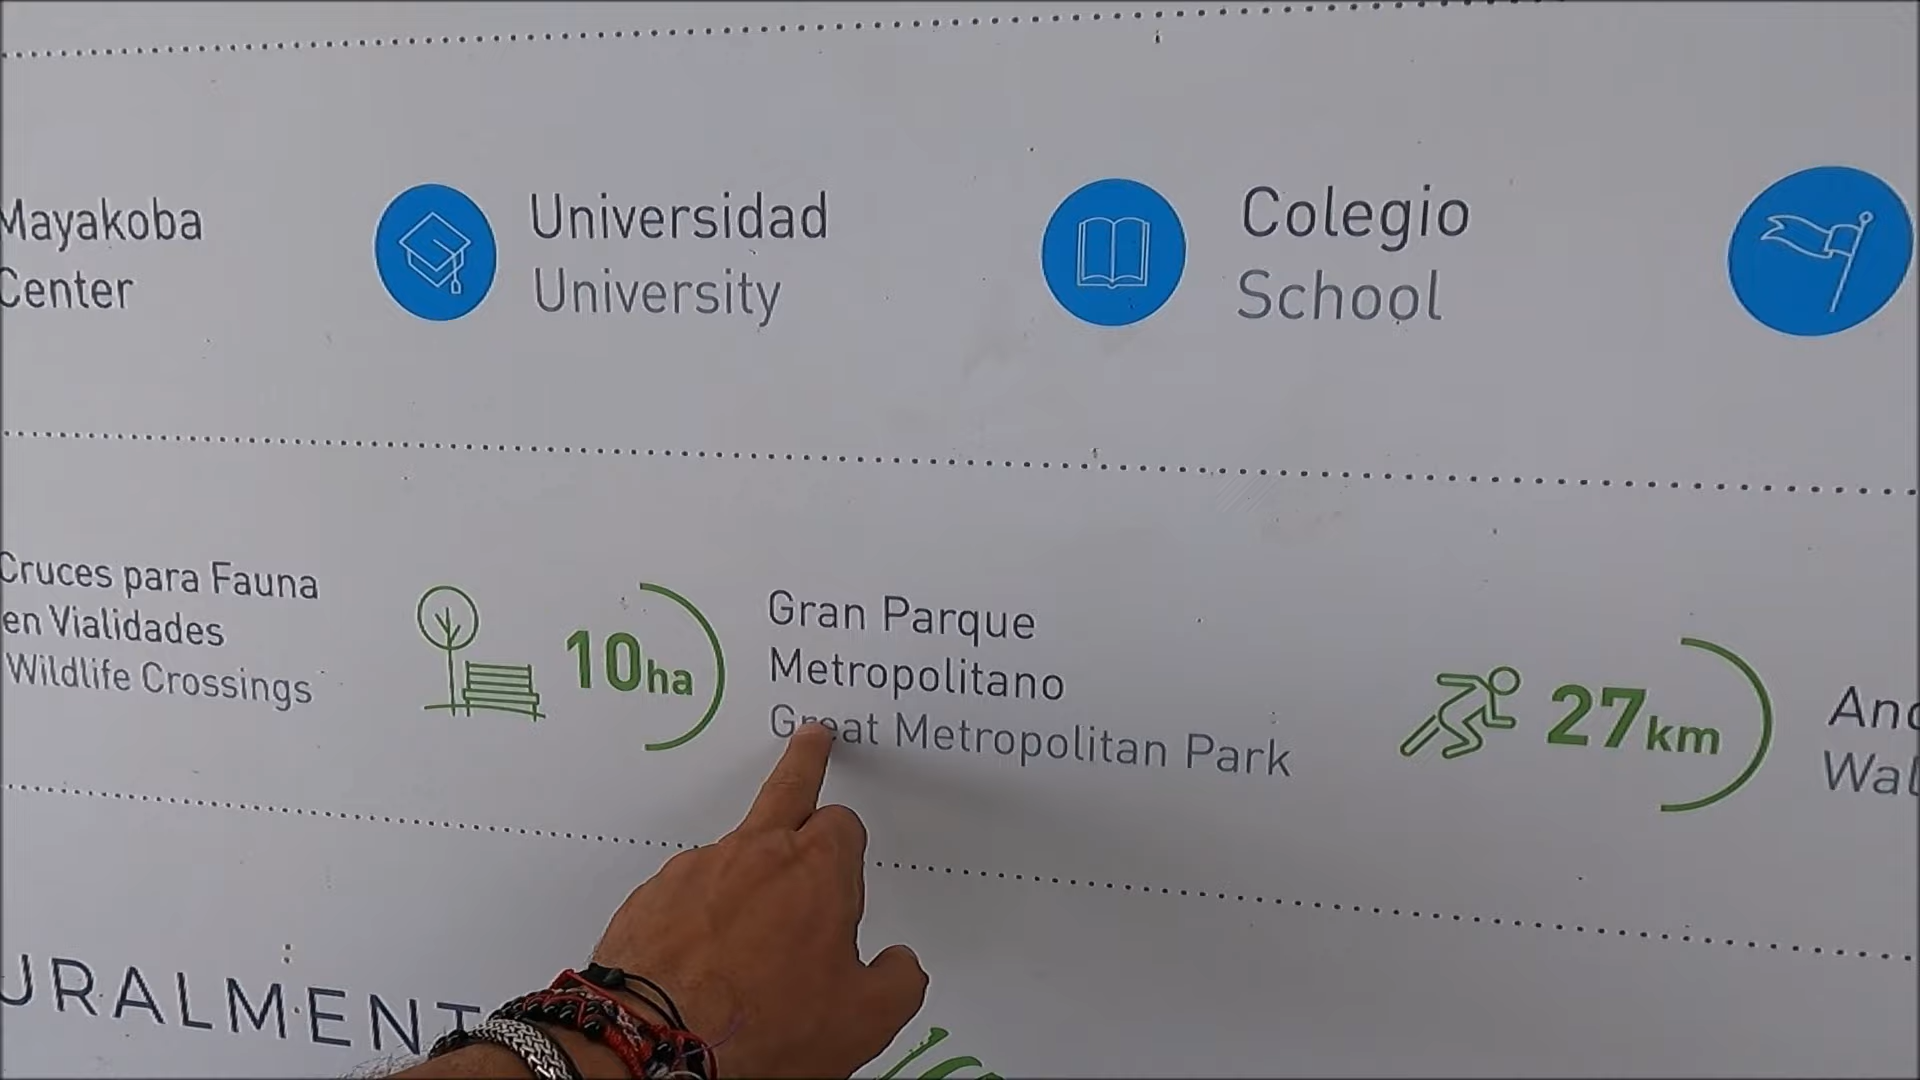 Mayakoba
Center
Universidad
University
Colegio
School
Cruces para Fauna
en Vialidades
Wildlife Crossings
10ha
Gran Parque
Metropolitano
Great Metropolitan Park
27km